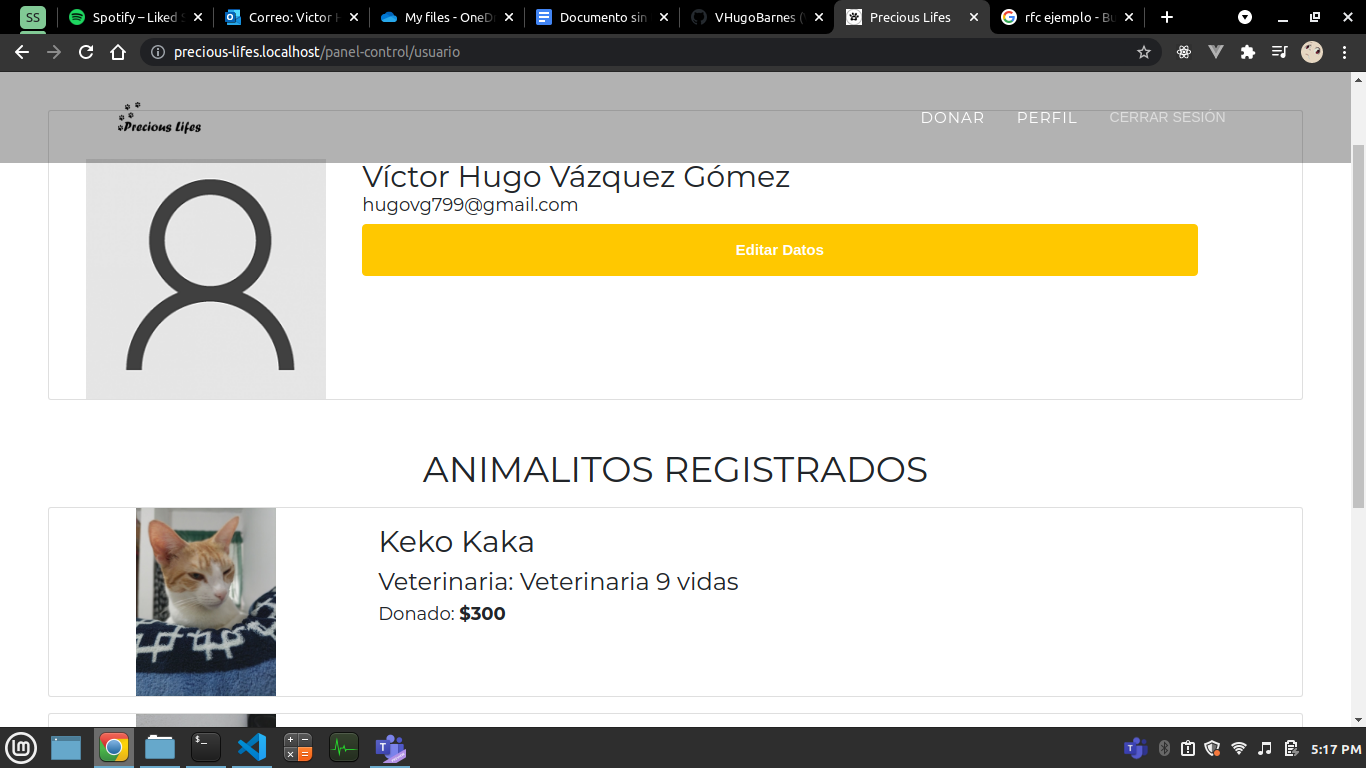 SS
Spotify – Liked S
Correo: Victor H
My files - OneDr
Documento sin
VHugoBarnes (V
Precious Lifes
rfc ejemplo - Bu
precious-lifes.localhost/panel-control/usuario
Precious Lifes
DONAR
PERFIL
CERRAR SESIÓN
Víctor Hugo Vázquez Gómez
hugovg799@gmail.com
Editar Datos
ANIMALITOS REGISTRADOS
Keko Kaka
Veterinaria: Veterinaria 9 vidas
Donado: $300
5:17 PM